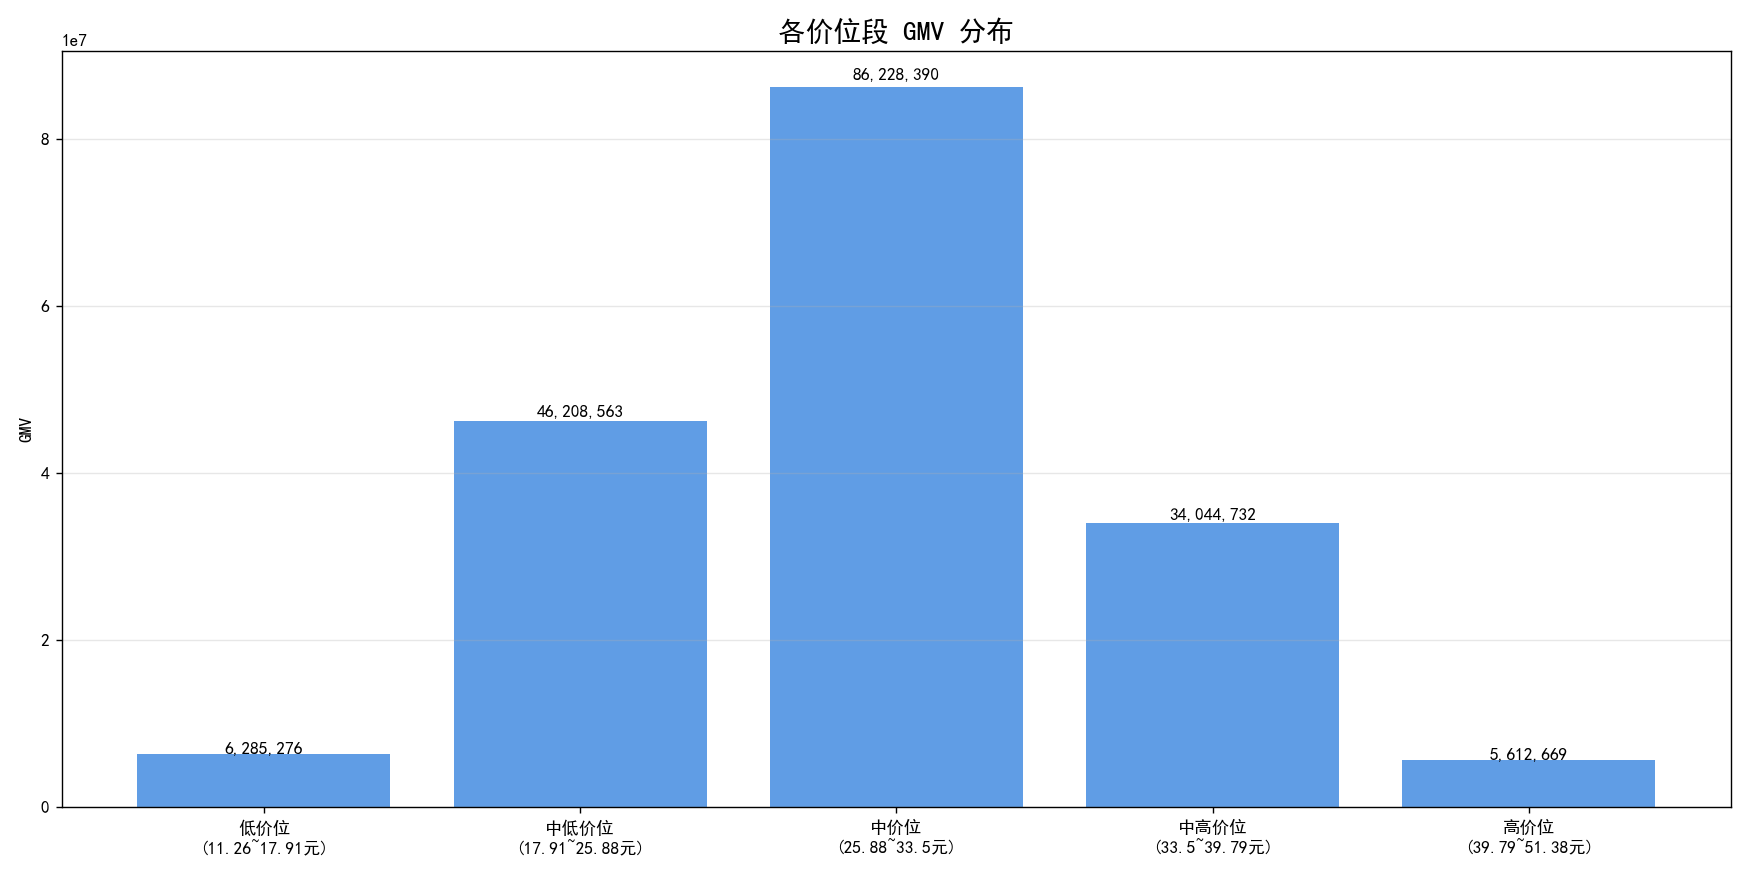 各价位段 GMV 分布
1e7
86,228,390
8
6
46,208,563
4
34,044,732
2
6,285,276
5,612,669
0
GMV
低价位
(11.26~17.91元)
中低价位
(17.91~25.88元)
中价位
(25.88~33.5元)
中高价位
(33.5~39.79元)
高价位
(39.79~51.38元)